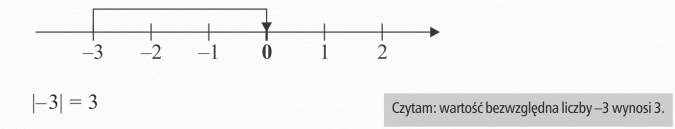 –3 –2 –1 0 1 2
|–3| = 3
Czytam: wartość bezwzględna liczby –3 wynosi 3.